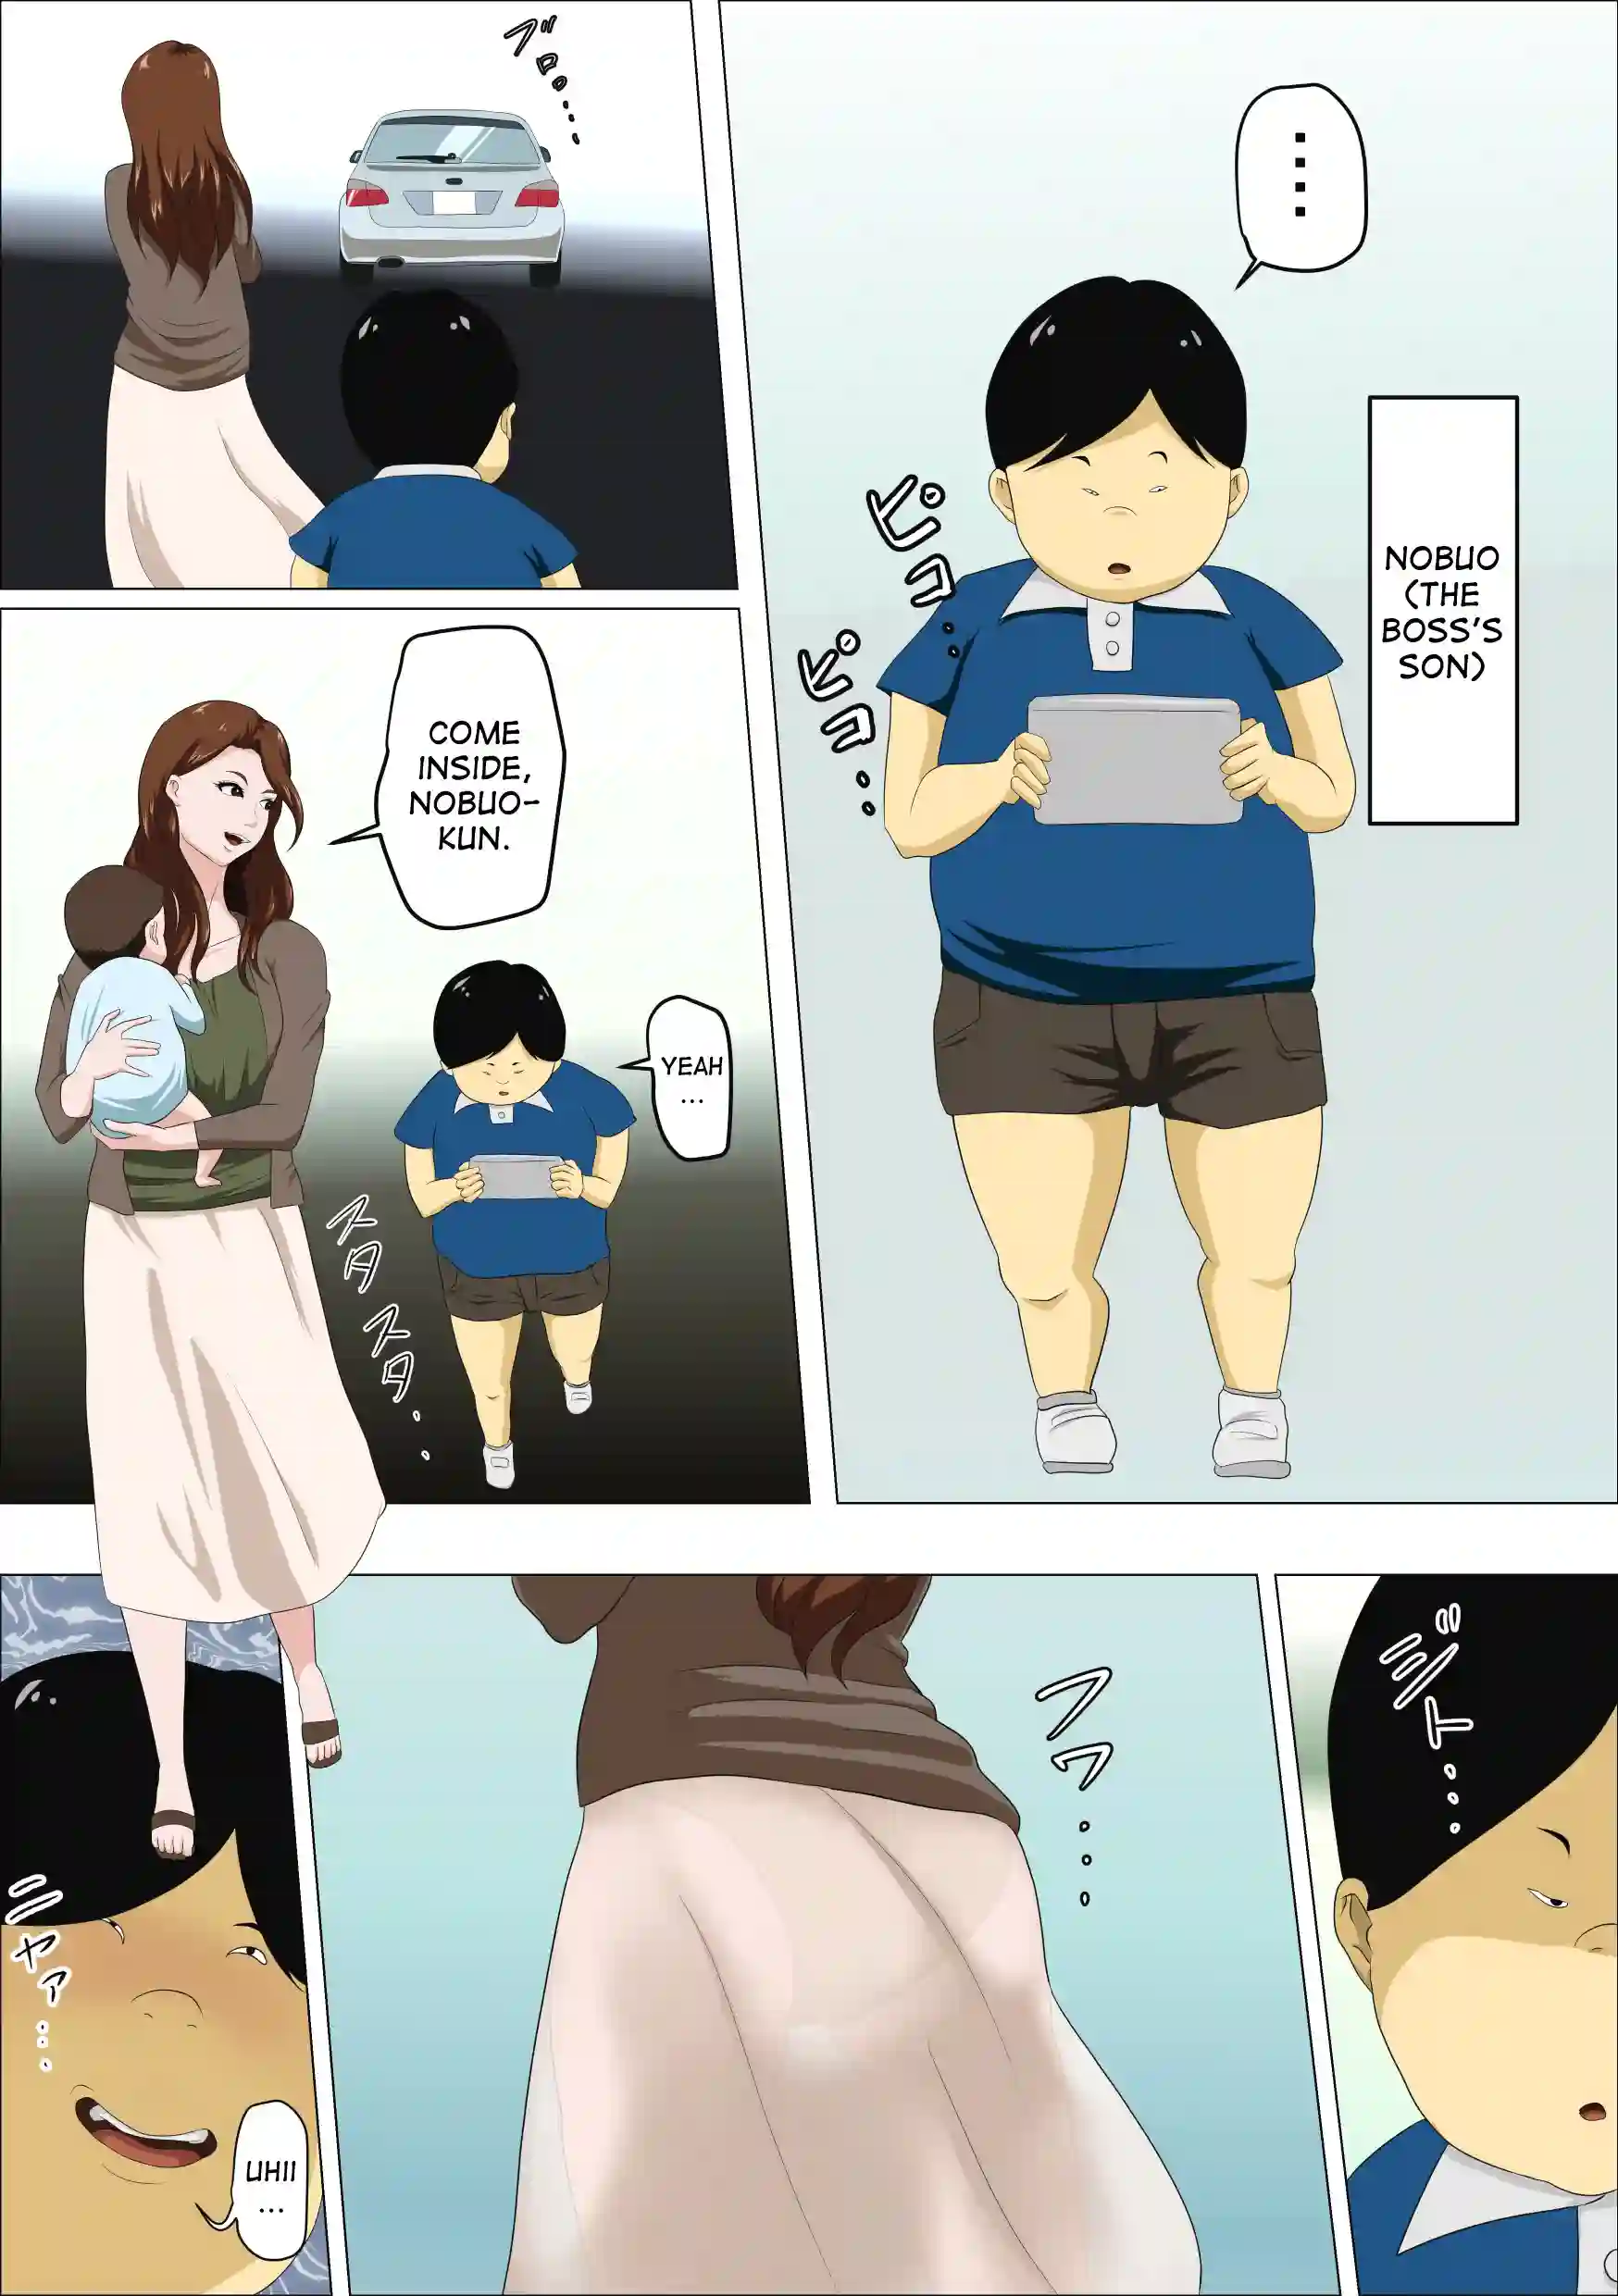 ブロロ...
‥‥
NOBUO
(THE
BOSS'S
SON)
ピコ..
ピコ..
COME
INSIDE,
NOBUO-
KUN.
YEAH
...
スタ
スタ..
ジト...
フワ...
ニヤァ...
UHII
...